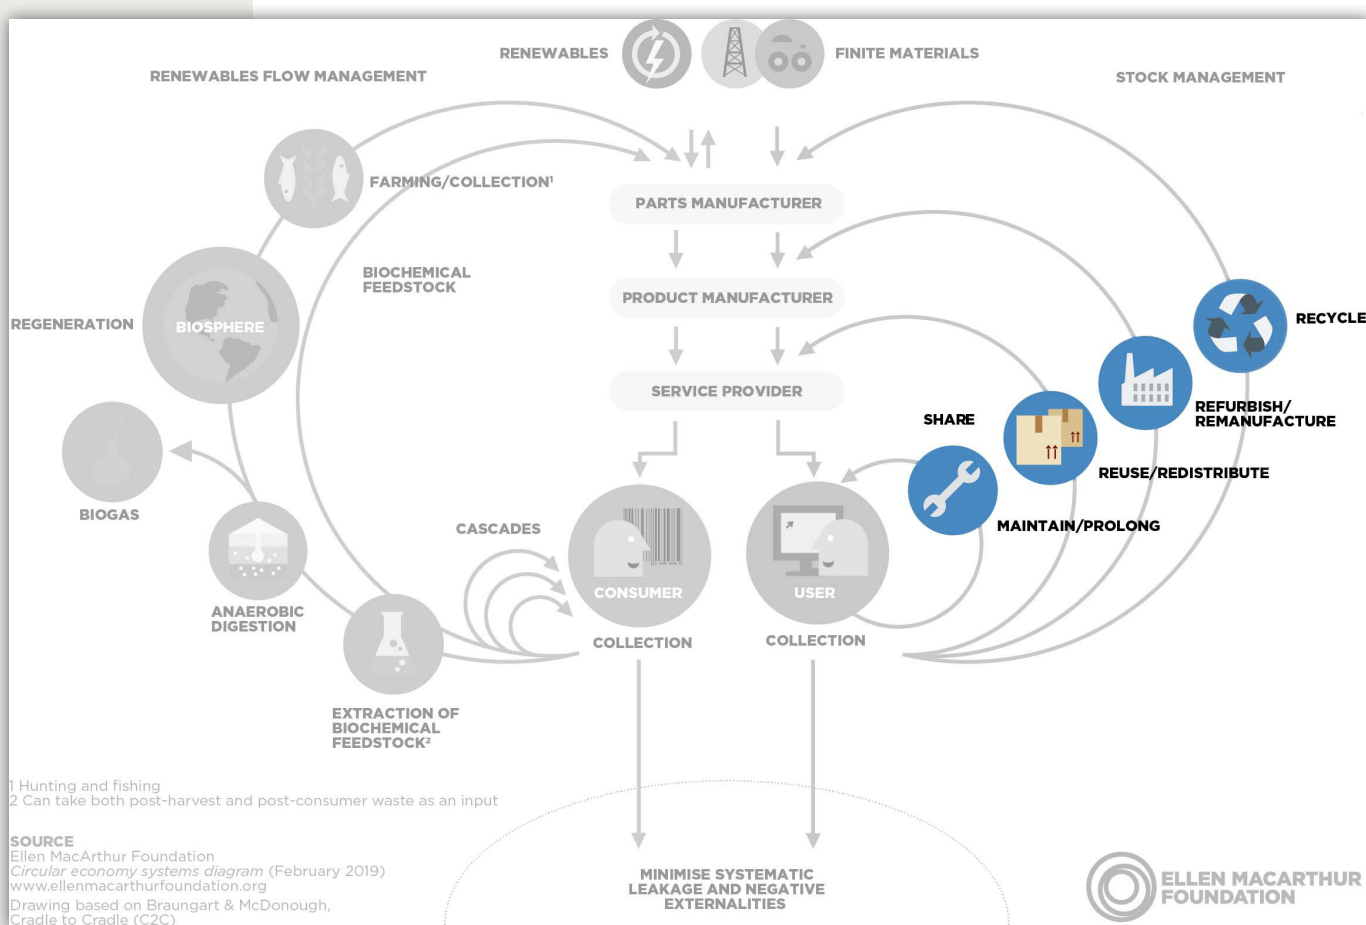 RENEWABLES
FINITE MATERIALS
RENEWABLES FLOW MANAGEMENT
STOCK MANAGEMENT
FARMING/COLLECTION¹
PARTS MANUFACTURER
BIOCHEMICAL
FEEDSTOCK
PRODUCT MANUFACTURER
REGENERATION
BIOSPHERE
RECYCLE
SERVICE PROVIDER
SHARE
REFURBISH/
REMANUFACTURE
REUSE/REDISTRIBUTE
BIOGAS
CASCADES
MAINTAIN/PROLONG
CONSUMER
USER
ANAEROBIC
DIGESTION
COLLECTION
COLLECTION
EXTRACTION OF
BIOCHEMICAL
FEEDSTOCK²
1 Hunting and fishing
2 Can take both post-harvest and post-consumer waste as an input
SOURCE
Ellen MacArthur Foundation
Circular economy systems diagram (February 2019)
www.ellenmacarthurfoundation.org
Drawing based on Braungart & McDonough,
Cradle to Cradle (C2C)
MINIMISE SYSTEMATIC
LEAKAGE AND NEGATIVE
EXTERNALITIES
ELLEN MACARTHUR
FOUNDATION